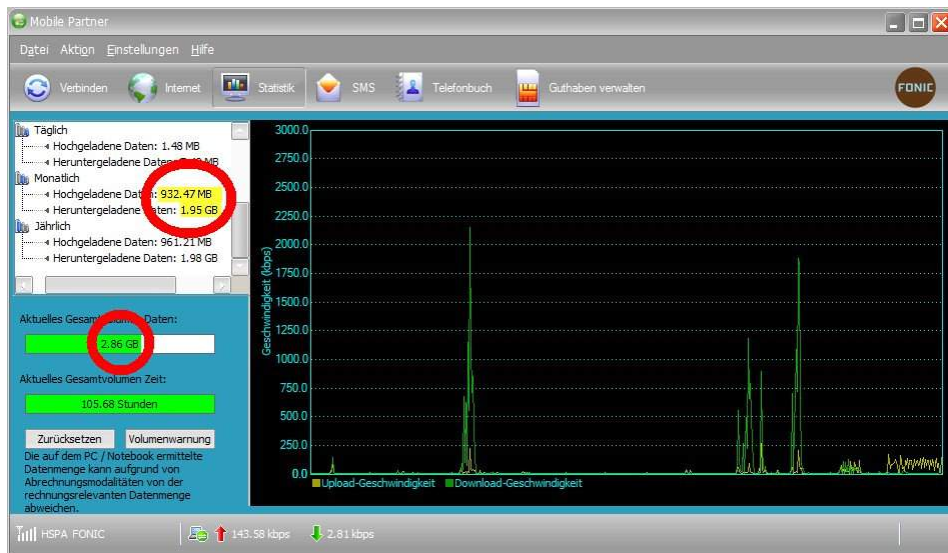 Mobile Partner
Datei Aktion Einstellungen Hilfe
Verbinden Internet Statistik SMS Telefonbuch Guthaben verwalten FONIC
Täglich
Hochgeladene Daten: 1.48 MB
Heruntergeladene MB
Monatlich
Hochgeladene Daten: 932.47 MB
Heruntergeladene Daten: 1.95 GB
Jährlich
Hochgeladene Daten: 961.21 MB
Heruntergeladene Daten: 1.98 GB
Aktuelles Daten:
2.86 GB
Aktuelles Gesamtvolumen Zeit:
105.68 Stunden
Zurücksetzen Volumenwarnung
Die auf dem PC / Notebook ermittelte
Datenmenge kann aufgrund von
Abrechnungsmodalitäten von der
rechnungsrelevanten Datenmenge
abweichen.
Geschwindigkeit (kbps)
3000.0
2750.0
2500.0
2250.0
2000.0
1750.0
1500.0
1250.0
1000.0
750.0
500.0
250.0
0.0
Upload-Geschwindigkeit Download-Geschwindigkeit
HSPA FONIC 143.58 kbps 2.81 kbps